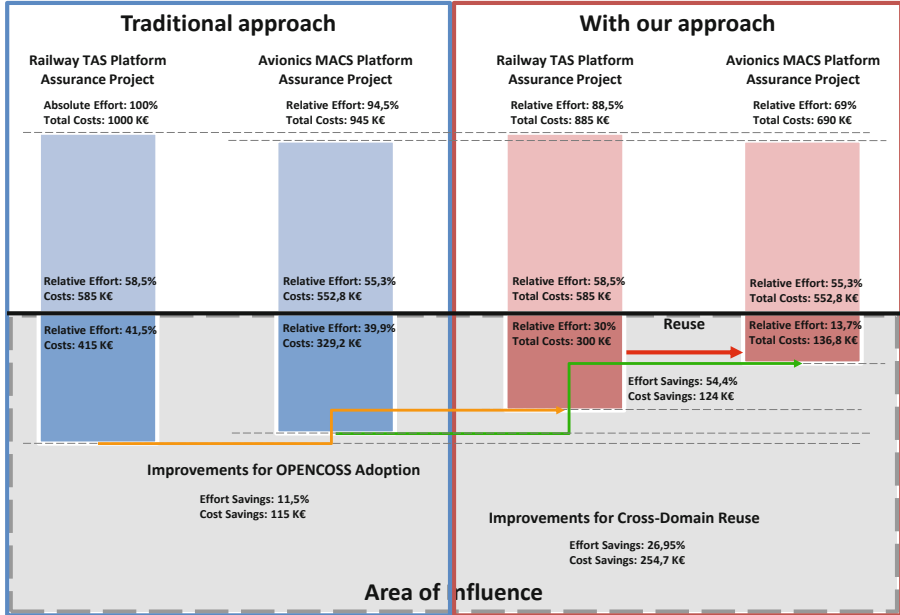 Traditional approach
With our approach
Railway TAS Platform
Assurance Project
Absolute Effort: 100%
Total Costs: 1000 K€
Avionics MACS Platform
Assurance Project
Relative Effort: 94,5%
Total Costs: 945 K€
Railway TAS Platform
Assurance Project
Relative Effort: 88,5%
Total Costs: 885 K€
Avionics MACS Platform
Assurance Project
Relative Effort: 69%
Total Costs: 690 K€
Relative Effort: 58,5%
Costs: 585 K€
Relative Effort: 55,3%
Costs: 552,8 K€
Relative Effort: 58,5%
Total Costs: 585 K€
Relative Effort: 55,3%
Total Costs: 552,8 K€
Relative Effort: 41,5%
Costs: 415 K€
Relative Effort: 39,9%
Costs: 329,2 K€
Relative Effort: 30%
Total Costs: 300 K€
Reuse
Relative Effort: 13,7%
Total Costs: 136,8 K€
Effort Savings: 54,4%
Cost Savings: 124 K€
Improvements for OPENCOSS Adoption
Effort Savings: 11,5%
Cost Savings: 115 K€
Improvements for Cross-Domain Reuse
Effort Savings: 26,95%
Cost Savings: 254,7 K€
Area of Influence